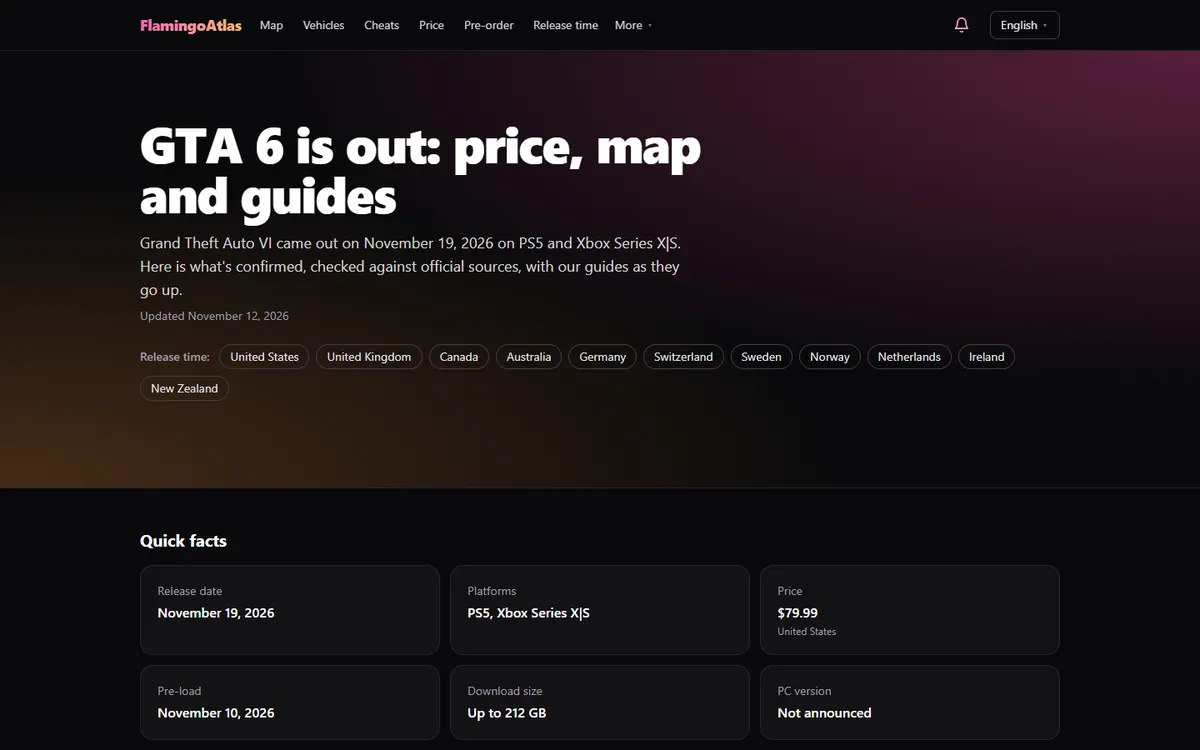 FlamingoAtlas Map Vehicles Cheats Price Pre-order Release time More English
GTA 6 is out: price, map
and guides
Grand Theft Auto VI came out on November 19, 2026 on PS5 and Xbox Series X|S.
Here is what's confirmed, checked against official sources, with our guides as they
go up.
Updated November 12, 2026
Release time: United States United Kingdom Canada Australia Germany Switzerland Sweden Norway Netherlands Ireland
New Zealand
Quick facts
Release date
November 19, 2026
Platforms
PS5, Xbox Series X|S
Price
$79.99
United States
Pre-load
November 10, 2026
Download size
Up to 212 GB
PC version
Not announced